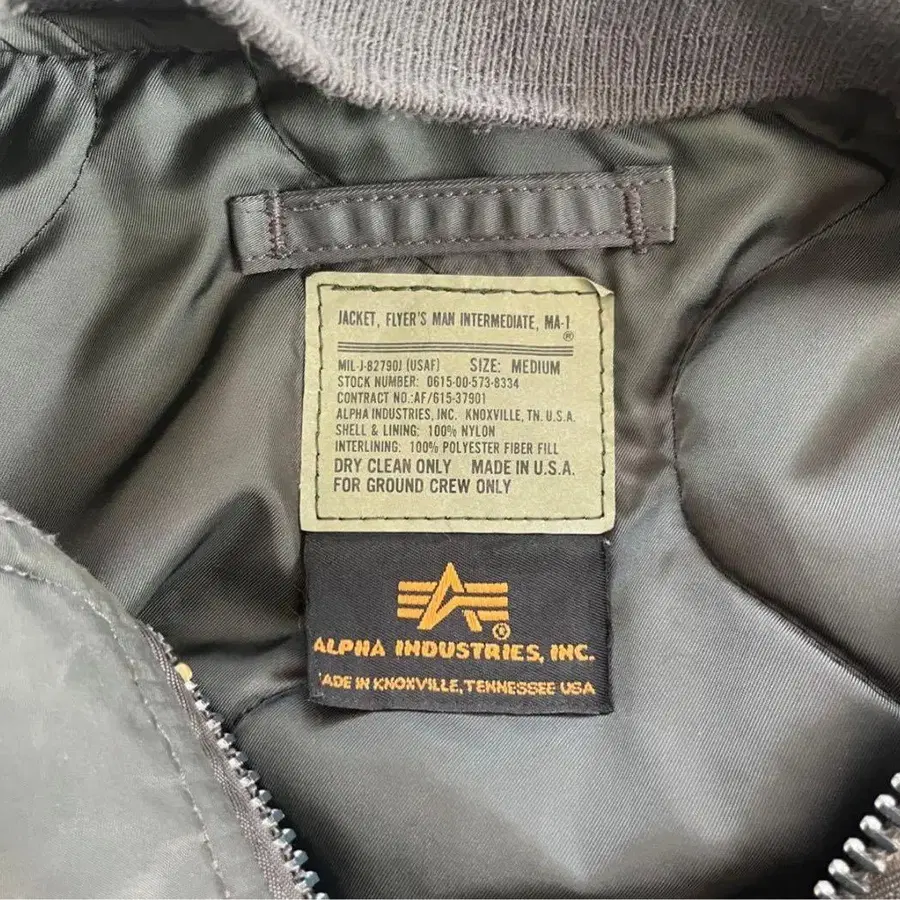 JACKET, FLYER'S MAN INTERMEDIATE, MA-1
®
MIL-J-82790J (USAF) SIZE: MEDIUM
STOCK NUMBER: 0615-00-573-8334
CONTRACT NO.:AF/615-37901
ALPHA INDUSTRIES, INC. KNOXVILLE, TN. U.S.A.
SHELL & LINING: 100% NYLON
INTERLINING: 100% POLYESTER FIBER FILL
DRY CLEAN ONLY MADE IN U.S.A.
FOR GROUND CREW ONLY
®
ALPHA INDUSTRIES, INC.
ADE IN KNOXVILLE, TENNESSEE USA